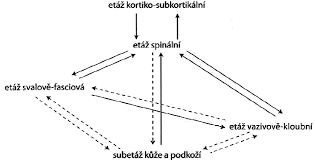 etáž kortiko-subkortikální
etáž spinální
etáž svalově-fasciová
etáž vazivově-kloubní
subetáž kůže a podkoží